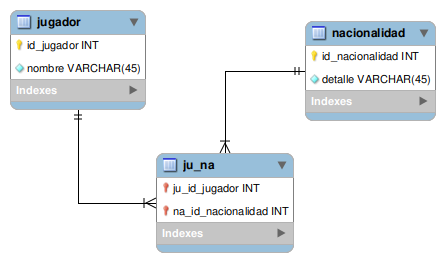 jugador
id_jugador INT
nombre VARCHAR(45)
Indexes
nacionalidad
id_nacionalidad INT
detalle VARCHAR(45)
Indexes
ju_na
ju_id_jugador INT
na_id_nacionalidad INT
Indexes